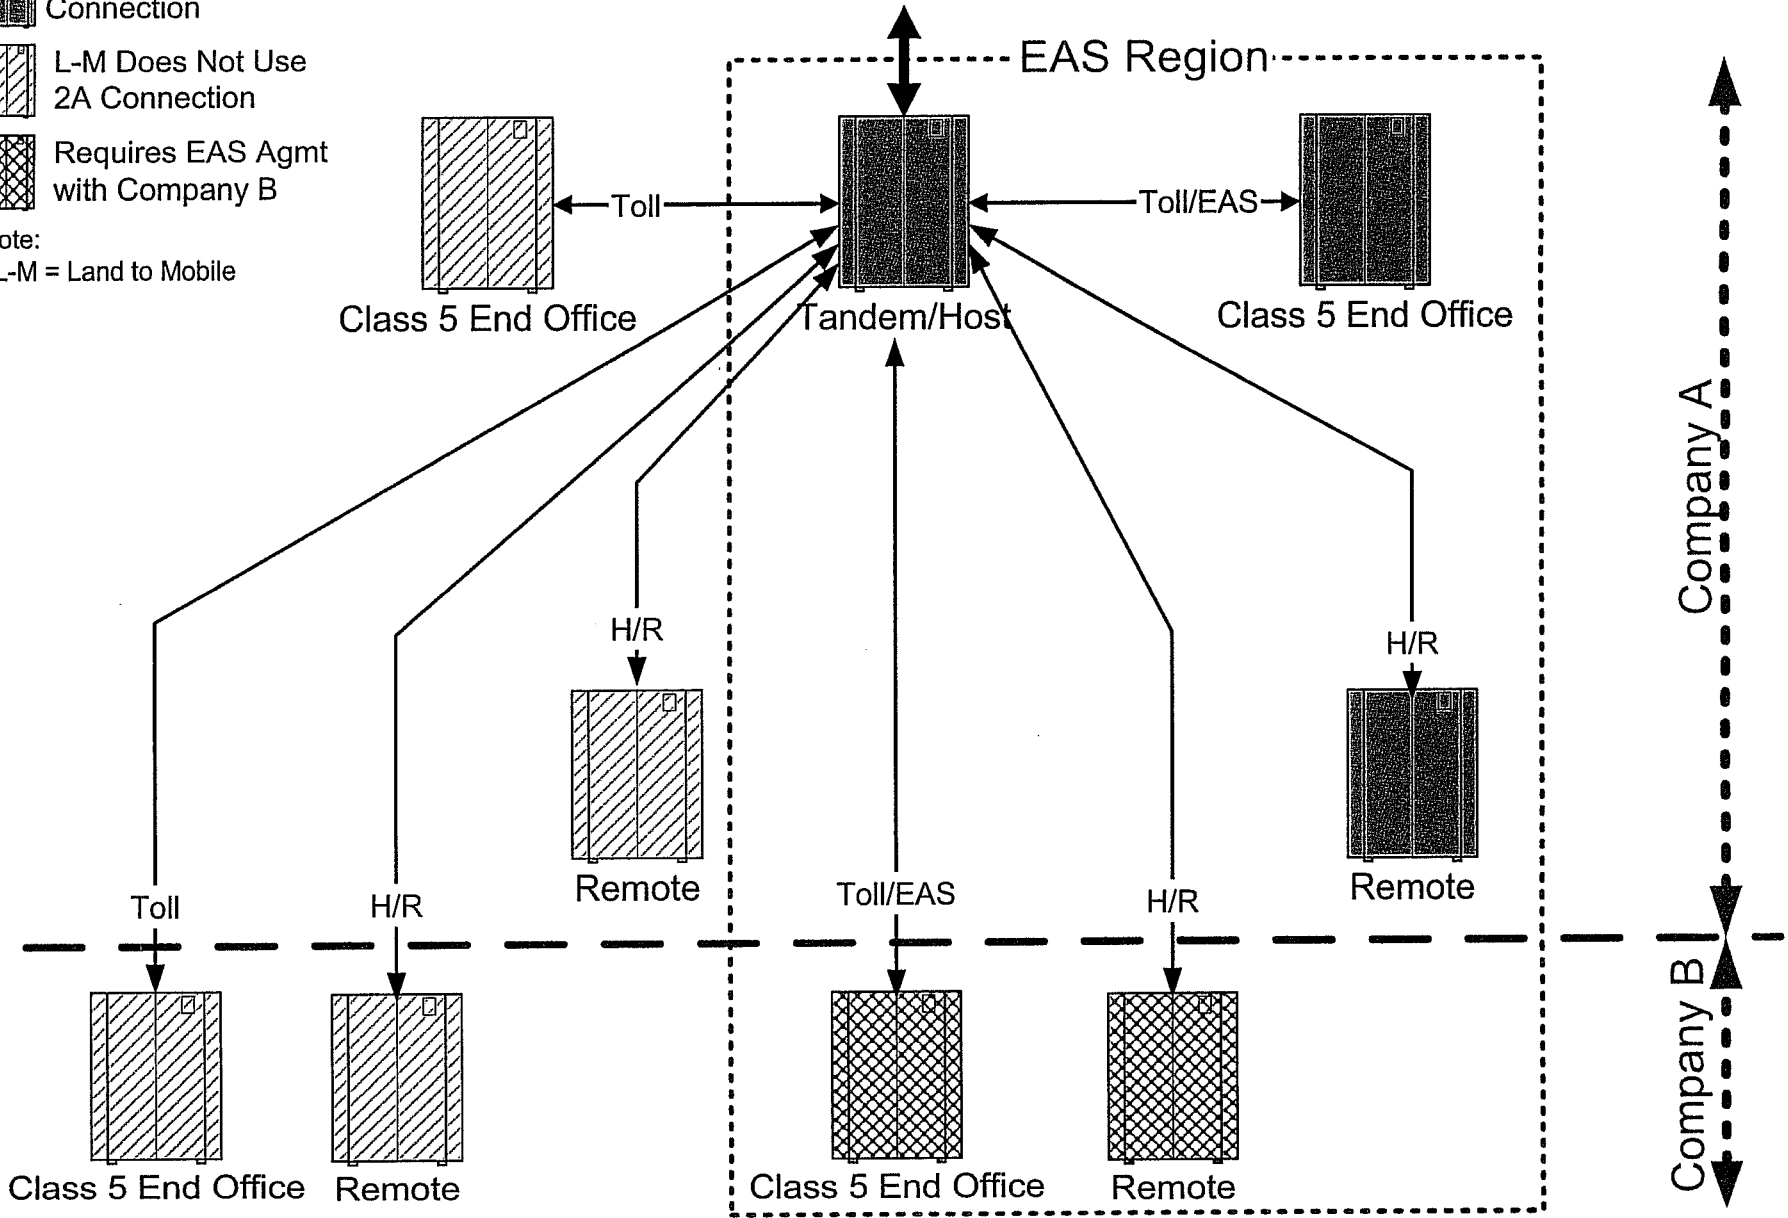 Connection
L-M Does Not Use
2A Connection
Requires EAS Agmt
with Company B
ote:
L-M = Land to Mobile
EAS Region
Toll
Toll/EAS
Class 5 End Office
Tandem/Host
Class 5 End Office
Company A
H/R
H/R
Remote
Remote
Toll
H/R
Toll/EAS
H/R
Company B
Class 5 End Office
Remote
Class 5 End Office
Remote